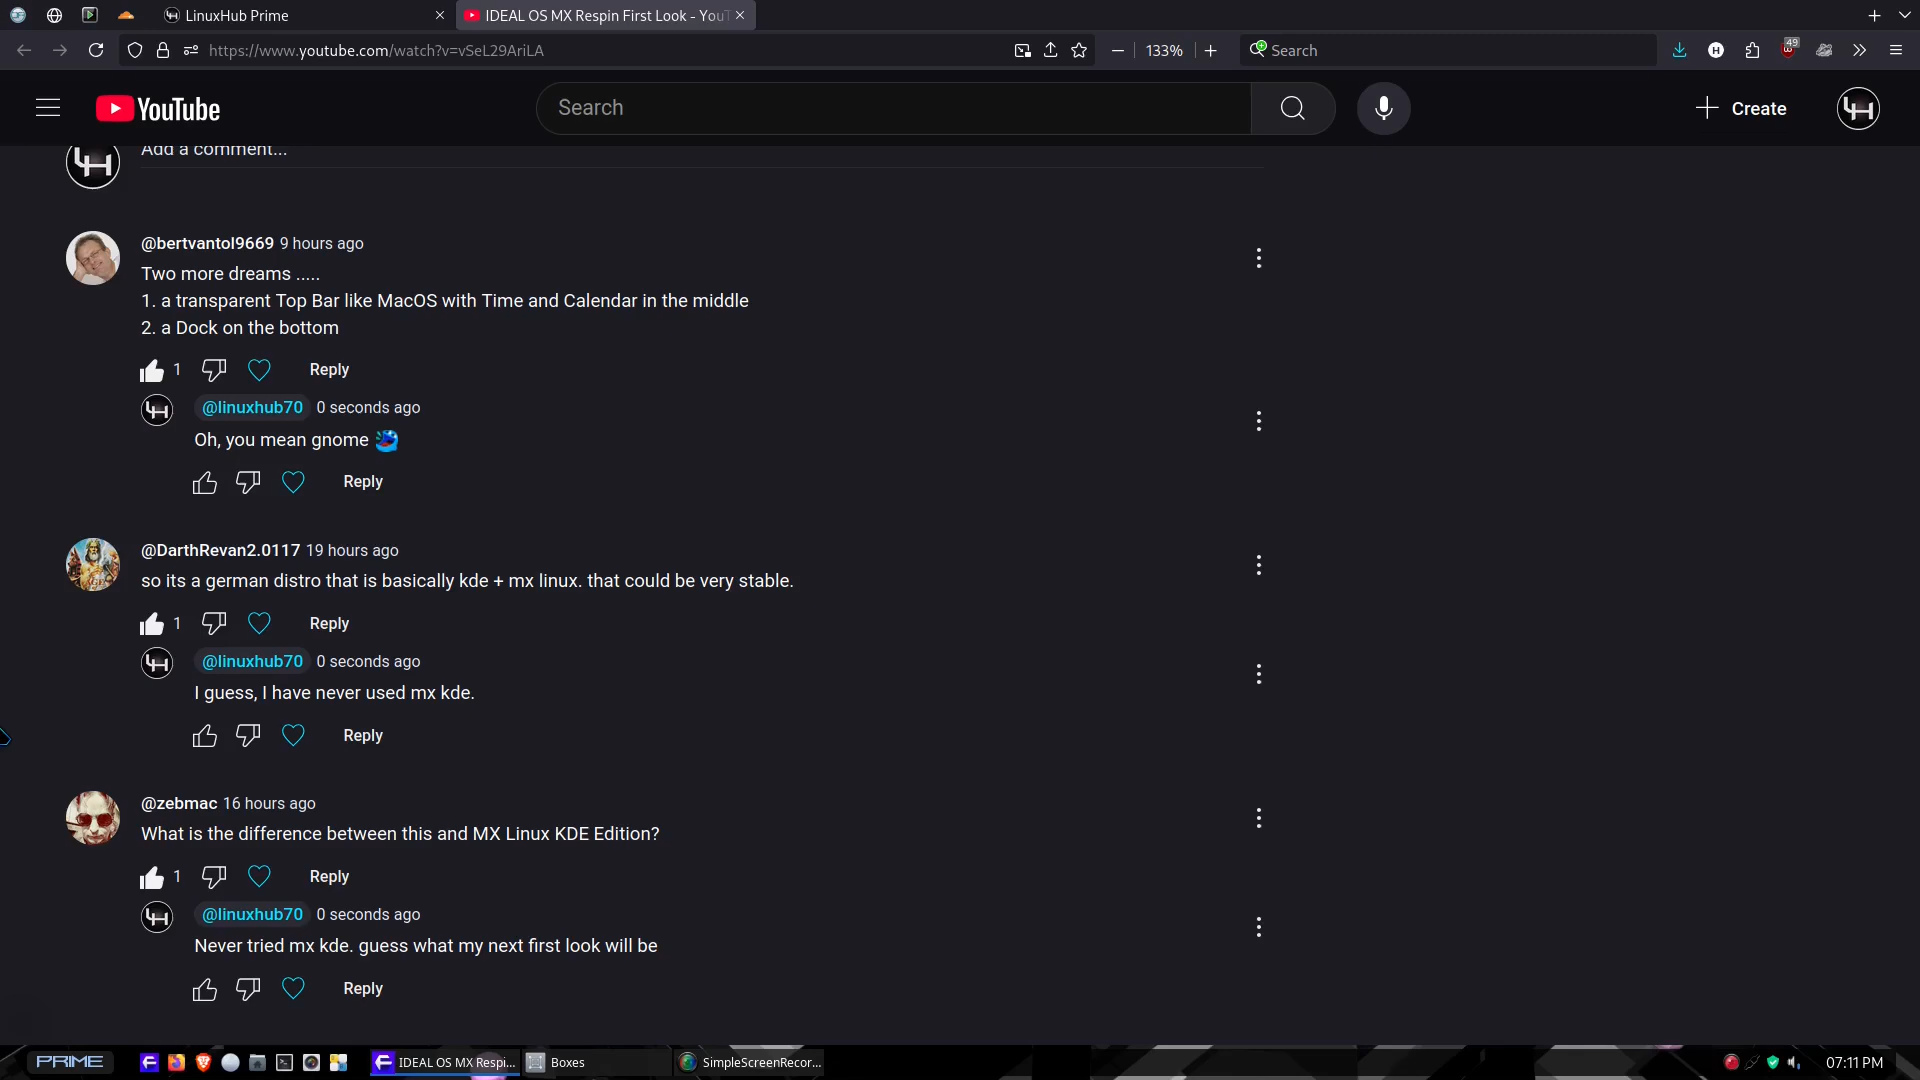 LinuxHub Prime
IDEAL OS MX Respin First Look - YouT
https://www.youtube.com/watch?v=vSeL29AriLA
133%
Search
49
YouTube
Search
Create
Add a comment...
@bertvantol9669 9 hours ago
Two more dreams .....
1. a transparent Top Bar like MacOS with Time and Calendar in the middle
2. a Dock on the bottom
1 Reply
@linuxhub70 0 seconds ago
Oh, you mean gnome
Reply
@DarthRevan2.0117 19 hours ago
so its a german distro that is basically kde + mx linux. that could be very stable.
1 Reply
@linuxhub70 0 seconds ago
I guess, I have never used mx kde.
Reply
@zebmac 16 hours ago
What is the difference between this and MX Linux KDE Edition?
1 Reply
@linuxhub70 0 seconds ago
Never tried mx kde. guess what my next first look will be
Reply
PRIME
IDEAL OS MX Respi...
Boxes
SimpleScreenRecor...
07:11 PM